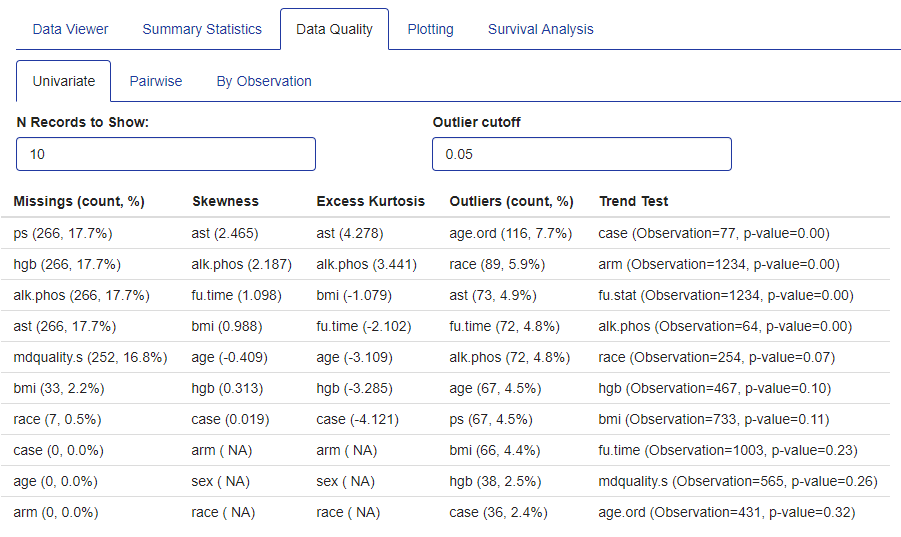 Data Viewer Summary Statistics Data Quality Plotting Survival Analysis
Univariate Pairwise By Observation
N Records to Show: Outlier cutoff
10 0.05
Missings (count, %) Skewness Excess Kurtosis Outliers (count, %) Trend Test
ps (266, 17.7%) ast (2.465) ast (4.278) age.ord (116, 7.7%) case (Observation=77, p-value=0.00)
hgb (266, 17.7%) alk.phos (2.187) alk.phos (3.441) race (89, 5.9%) arm (Observation=1234, p-value=0.00)
alk.phos (266, 17.7%) fu.time (1.098) bmi (-1.079) ast (73, 4.9%) fu.stat (Observation=1234, p-value=0.00)
ast (266, 17.7%) bmi (0.988) fu.time (-2.102) fu.time (72, 4.8%) alk.phos (Observation=64, p-value=0.00)
mdquality.s (252, 16.8%) age (-0.409) age (-3.109) alk.phos (72, 4.8%) race (Observation=254, p-value=0.07)
bmi (33, 2.2%) hgb (0.313) hgb (-3.285) age (67, 4.5%) hgb (Observation=467, p-value=0.10)
race (7, 0.5%) case (0.019) case (-4.121) ps (67, 4.5%) bmi (Observation=733, p-value=0.11)
case (0, 0.0%) arm ( NA) arm ( NA) bmi (66, 4.4%) fu.time (Observation=1003, p-value=0.23)
age (0, 0.0%) sex ( NA) sex ( NA) hgb (38, 2.5%) mdquality.s (Observation=565, p-value=0.26)
arm (0, 0.0%) race ( NA) race ( NA) case (36, 2.4%) age.ord (Observation=431, p-value=0.32)